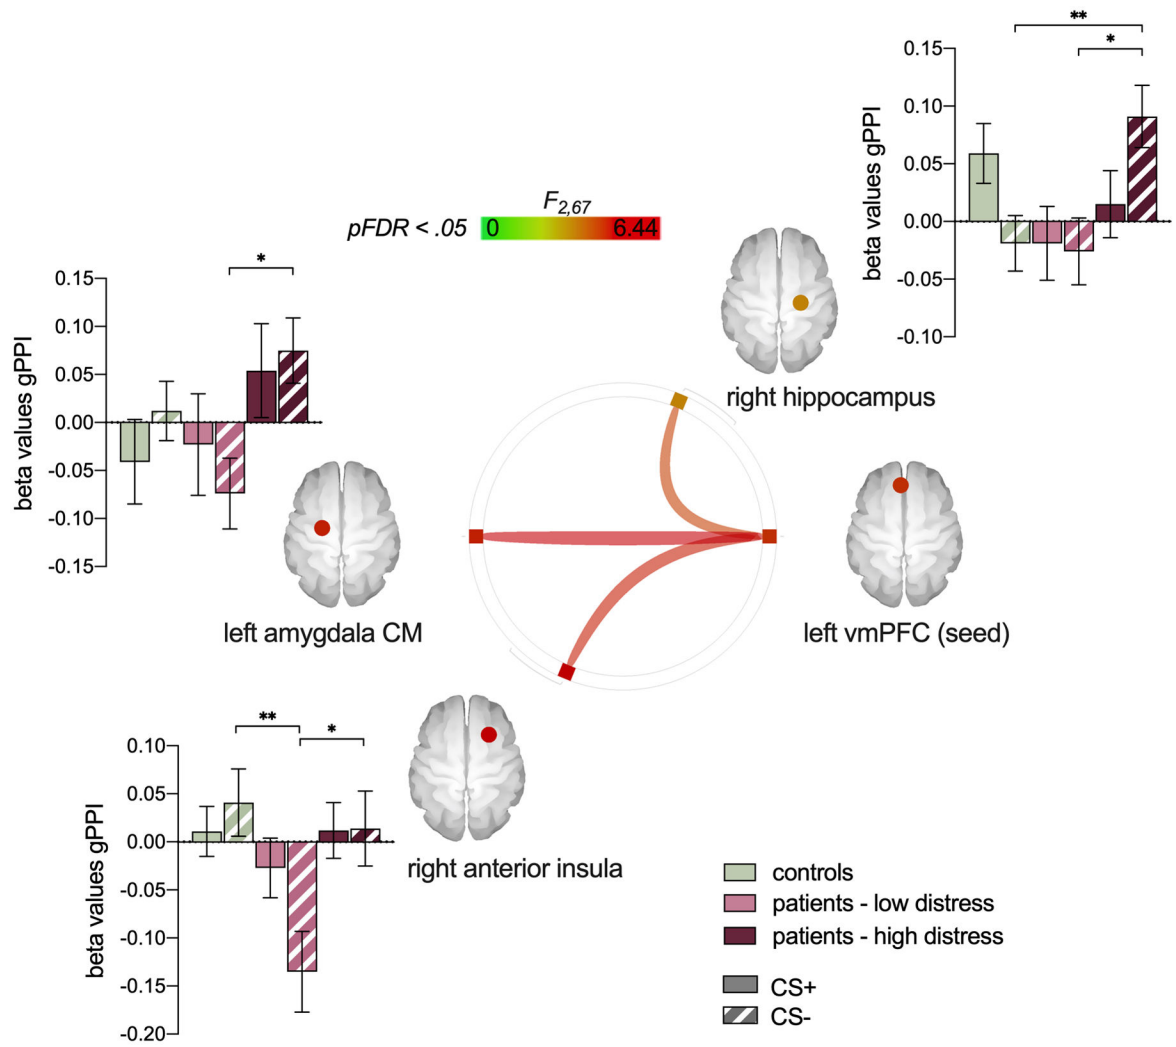 **
*
0.15
0.10
0.05
0.00
-0.05
-0.10
beta values gPPI
F2,67
pFDR < .05 0 6.44
right hippocampus
*
0.15
0.10
0.05
0.00
-0.05
-0.10
-0.15
beta values gPPI
left amygdala CM
left vmPFC (seed)
**
*
0.10
0.05
0.00
-0.05
-0.10
-0.15
-0.20
beta values gPPI
right anterior insula
controls
patients - low distress
patients - high distress
CS+
CS-